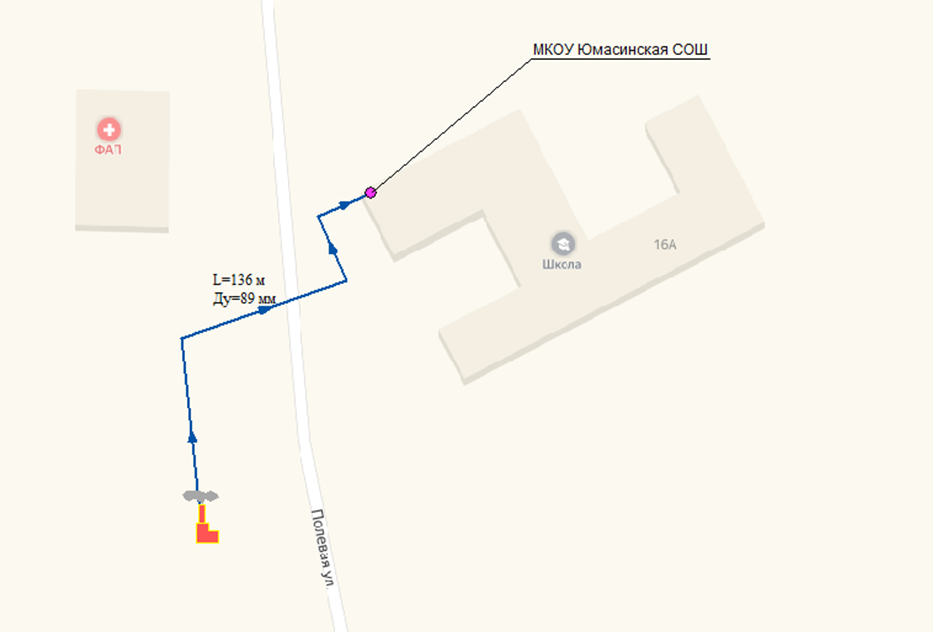 МКОУ Юмасинская СОШ
ФАП
Школа
16А
L=136 м
Ду=89 мм
Полевая ул.